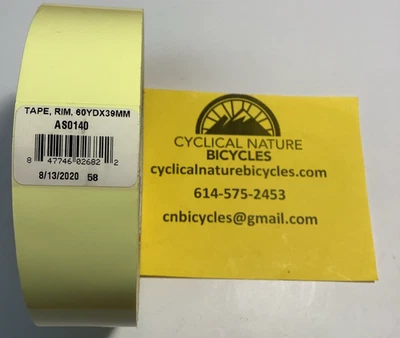 TAPE, RIM, 60YDX39MM
AS0140
8 47746 02682 2
8/13/2020 58
CYCLICAL NATURE
BICYCLES
cyclicalnaturebicycles.com
614-575-2453
cnbicycles@gmail.com